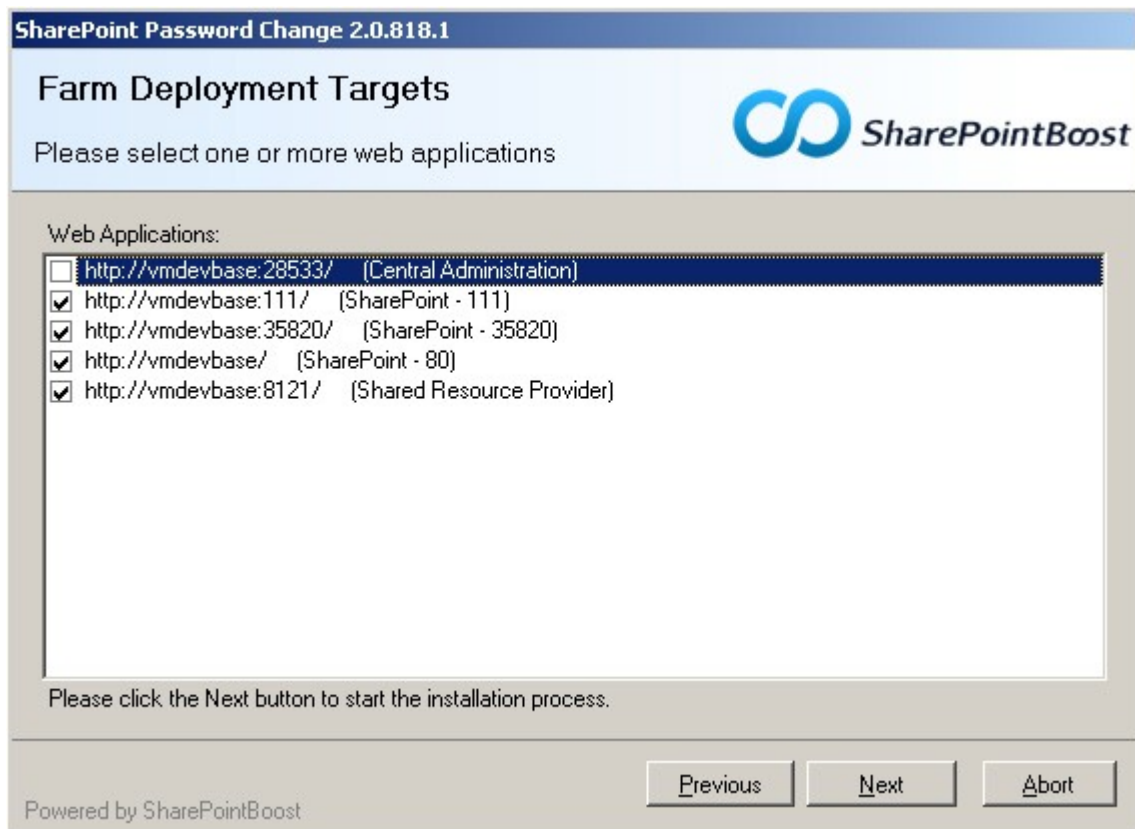 SharePoint Password Change 2.0.818.1
Farm Deployment Targets
Please select one or more web applications
SharePointBoost
Web Applications:
http://vmdevbase:28533/ (Central Administration)
http://vmdevbase:111/ (SharePoint - 111)
http://vmdevbase:35820/ (SharePoint - 35820)
http://vmdevbase/ (SharePoint - 80)
http://vmdevbase:8121/ (Shared Resource Provider)
Please click the Next button to start the installation process.
Previous Next Abort
Powered by SharePointBoost